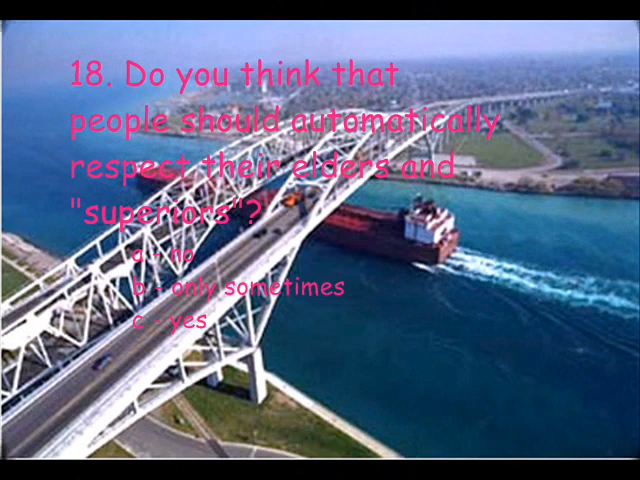 18. Do you think that
people should automatically
respect their elders and
"superiors"?
a - no
b - only sometimes
c - yes